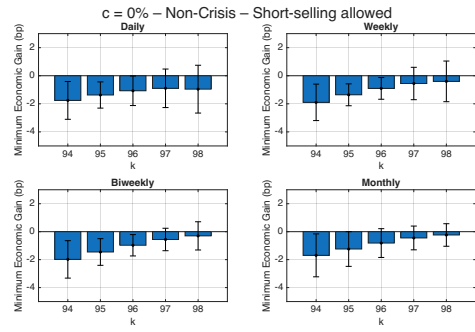 c = 0% – Non-Crisis – Short-selling allowed
Daily
Minimum Economic Gain (bp)
2
0
-2
-4
94 95 96 97 98
k
Weekly
Minimum Economic Gain (bp)
2
0
-2
-4
94 95 96 97 98
k
Biweekly
Minimum Economic Gain (bp)
2
0
-2
-4
94 95 96 97 98
k
Monthly
Minimum Economic Gain (bp)
2
0
-2
-4
94 95 96 97 98
k